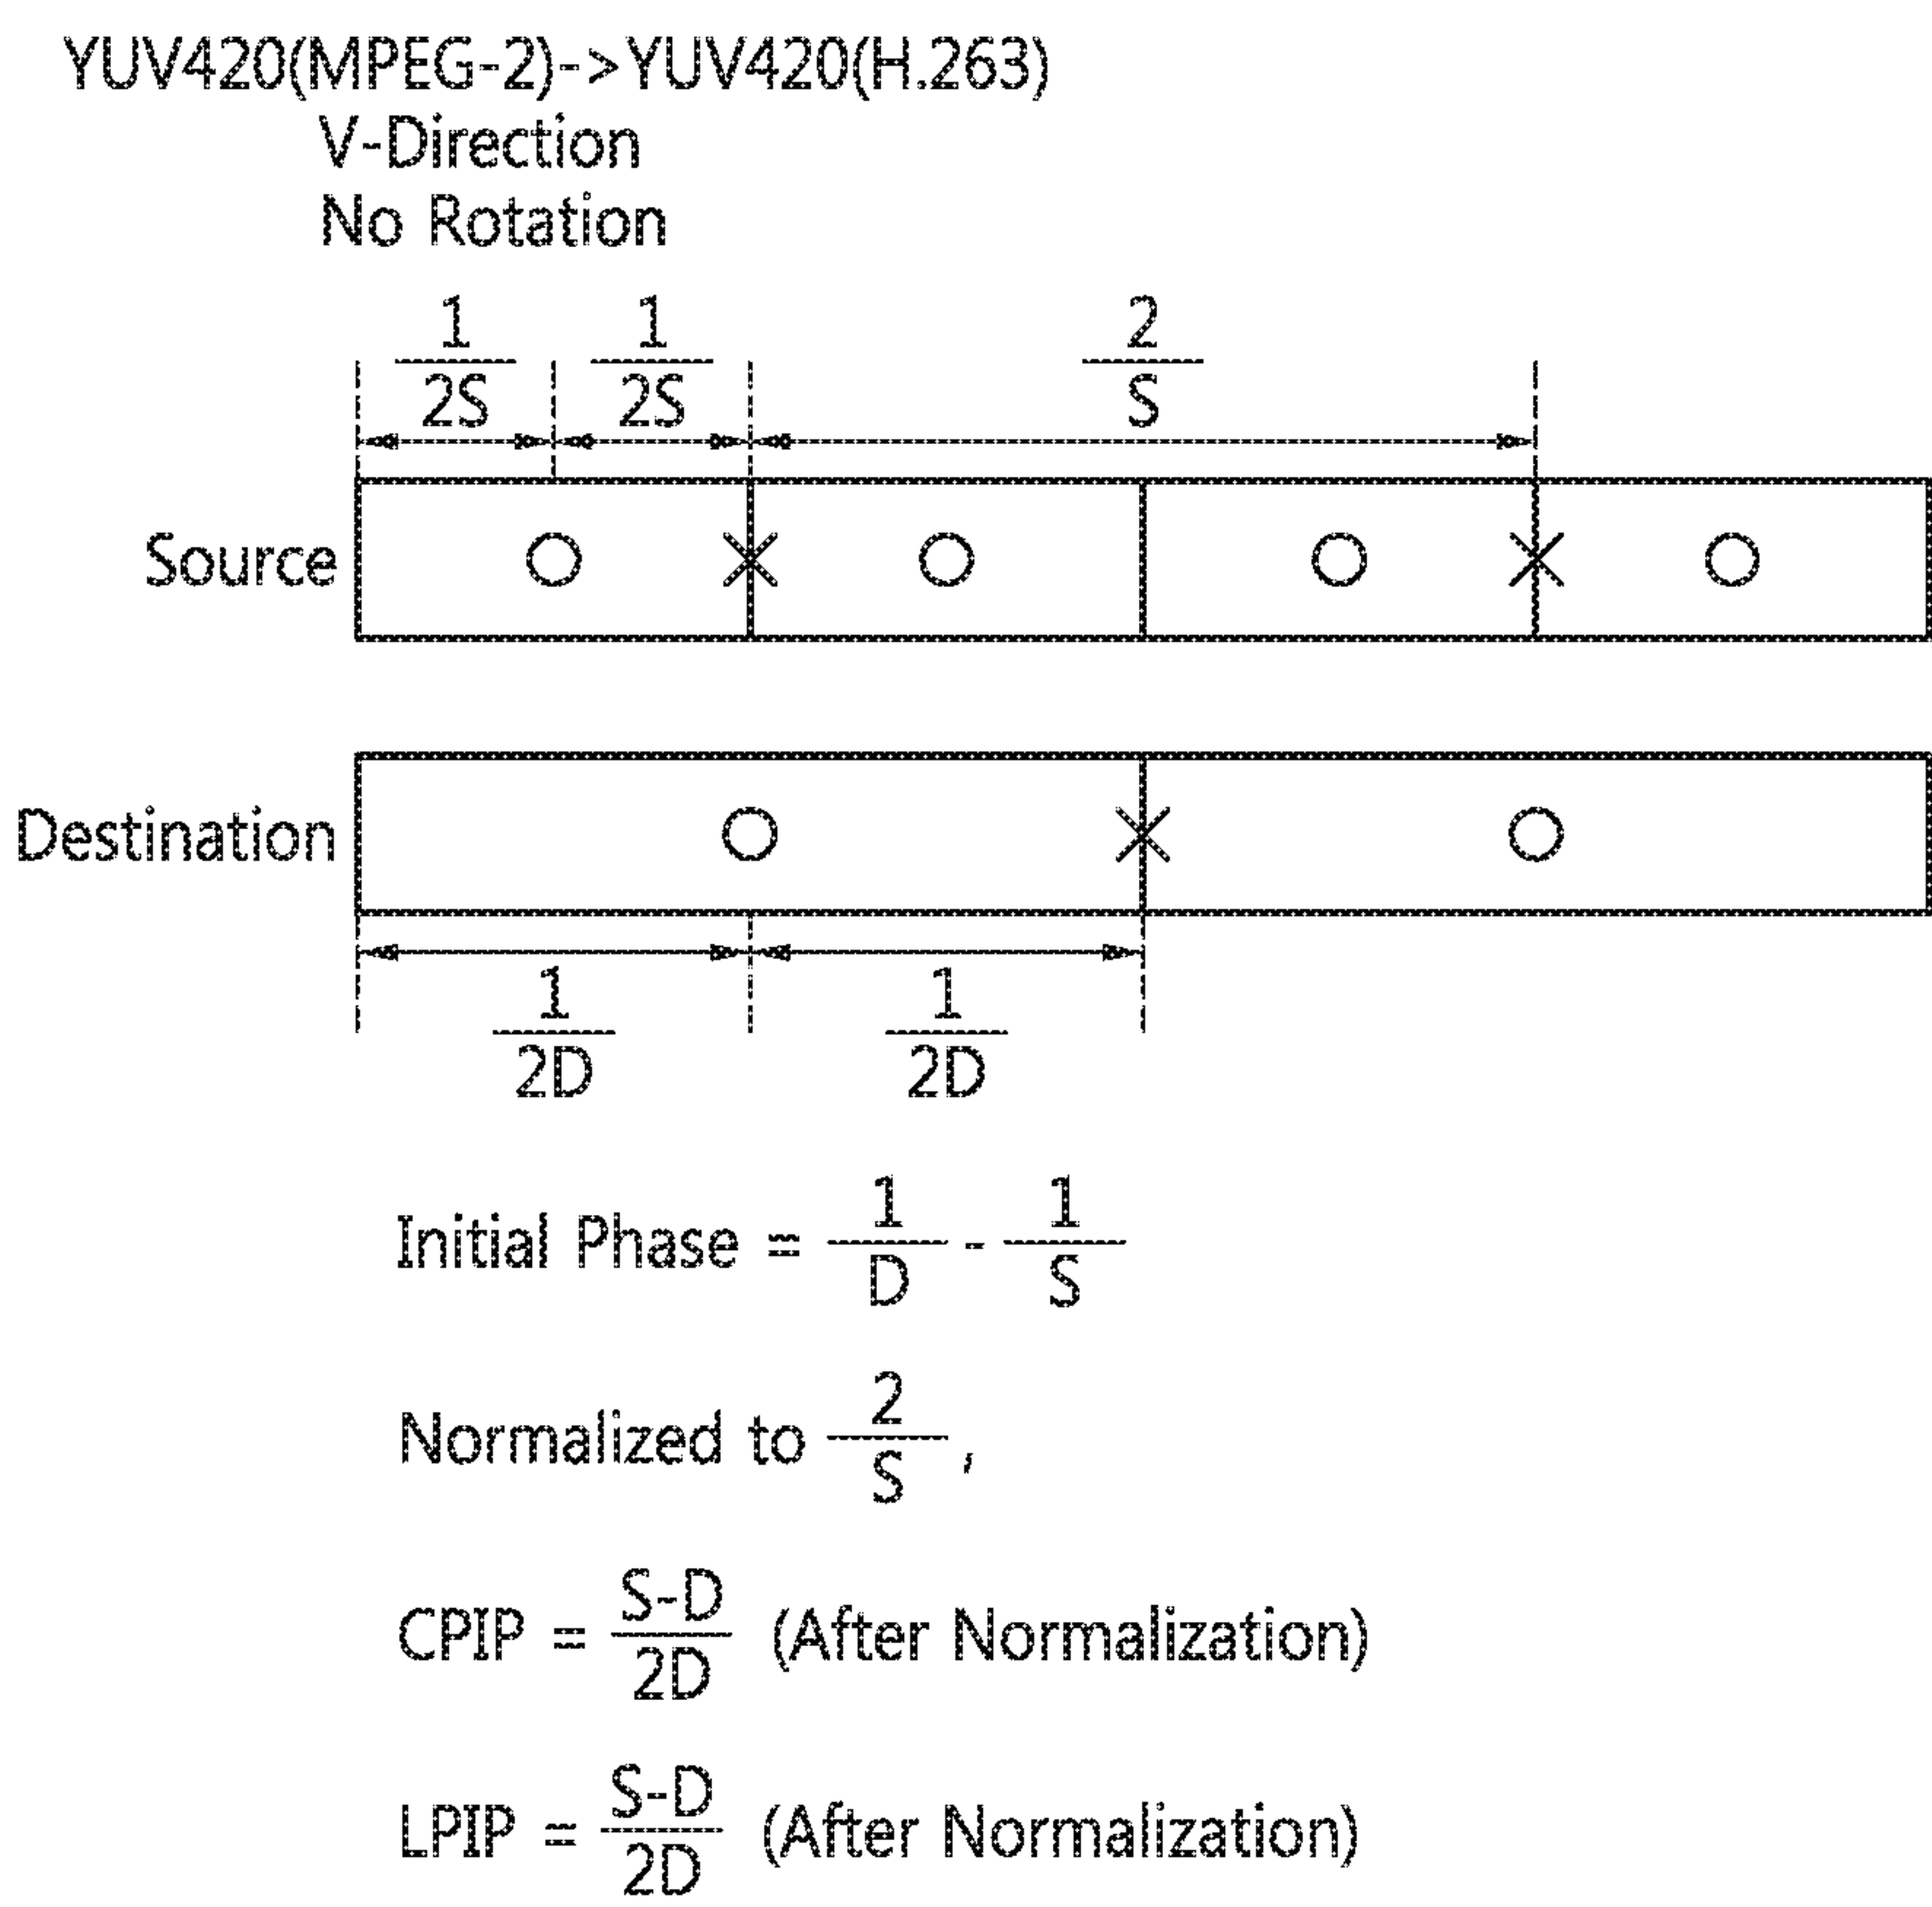 YUV420(MPEG-2)->YUV420(H.263)
V-Direction
No Rotation
1/2S 1/2S 2/S
Source
Destination
1/2D 1/2D
Initial Phase = 1/D - 1/S
Normalized to 2/S ,
CPIP = S-D/2D (After Normalization)
LPIP = S-D/2D (After Normalization)